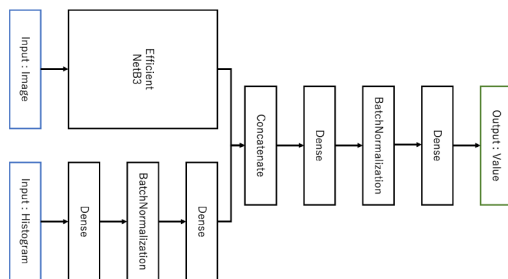 Input : Image
Efficient
NetB3
Concatenate
Dense
BatchNormalization
Dense
Output : Value
Input : Histogram
Dense
BatchNormalization
Dense